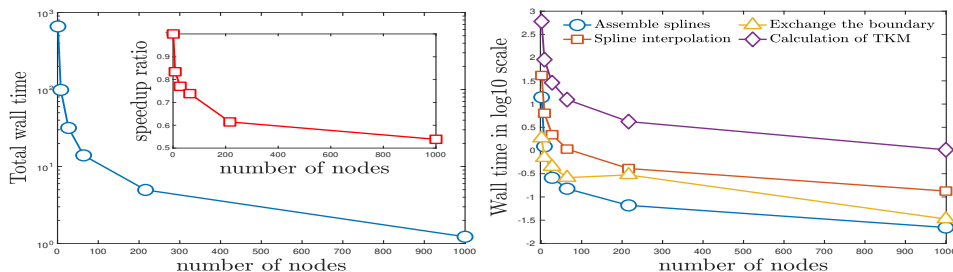 Total wall time
10³
10²
10¹
10⁰
0 100 200 300 400 500 600 700 800 900 1000
number of nodes
speedup ratio
1
0.9
0.8
0.7
0.6
0.5
0 200 400 600 800 1000
number of nodes
Wall time in log10 scale
3
2.5
2
1.5
1
0.5
0
-0.5
-1
-1.5
-2
Assemble splines
Spline interpolation
Exchange the boundary
Calculation of TKM
0 100 200 300 400 500 600 700 800 900 1000
number of nodes